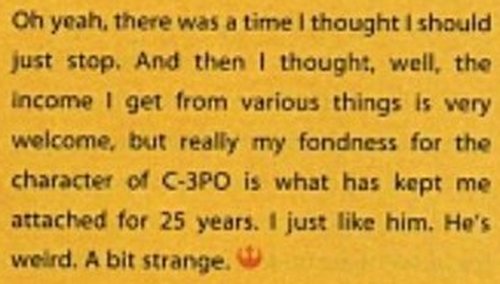 Oh yeah, there was a time I thought I should
just stop. And then I thought, well, the
income I get from various things is very
welcome, but really my fondness for the
character of C-3PO is what has kept me
attached for 25 years. I just like him. He's
weird. A bit strange.